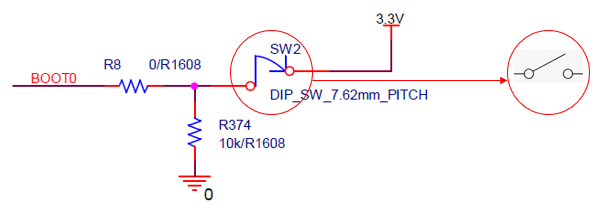 3.3V
SW2
R8 0/R1608
BOOT0
DIP_SW_7.62mm_PITCH
R374
10k/R1608
0